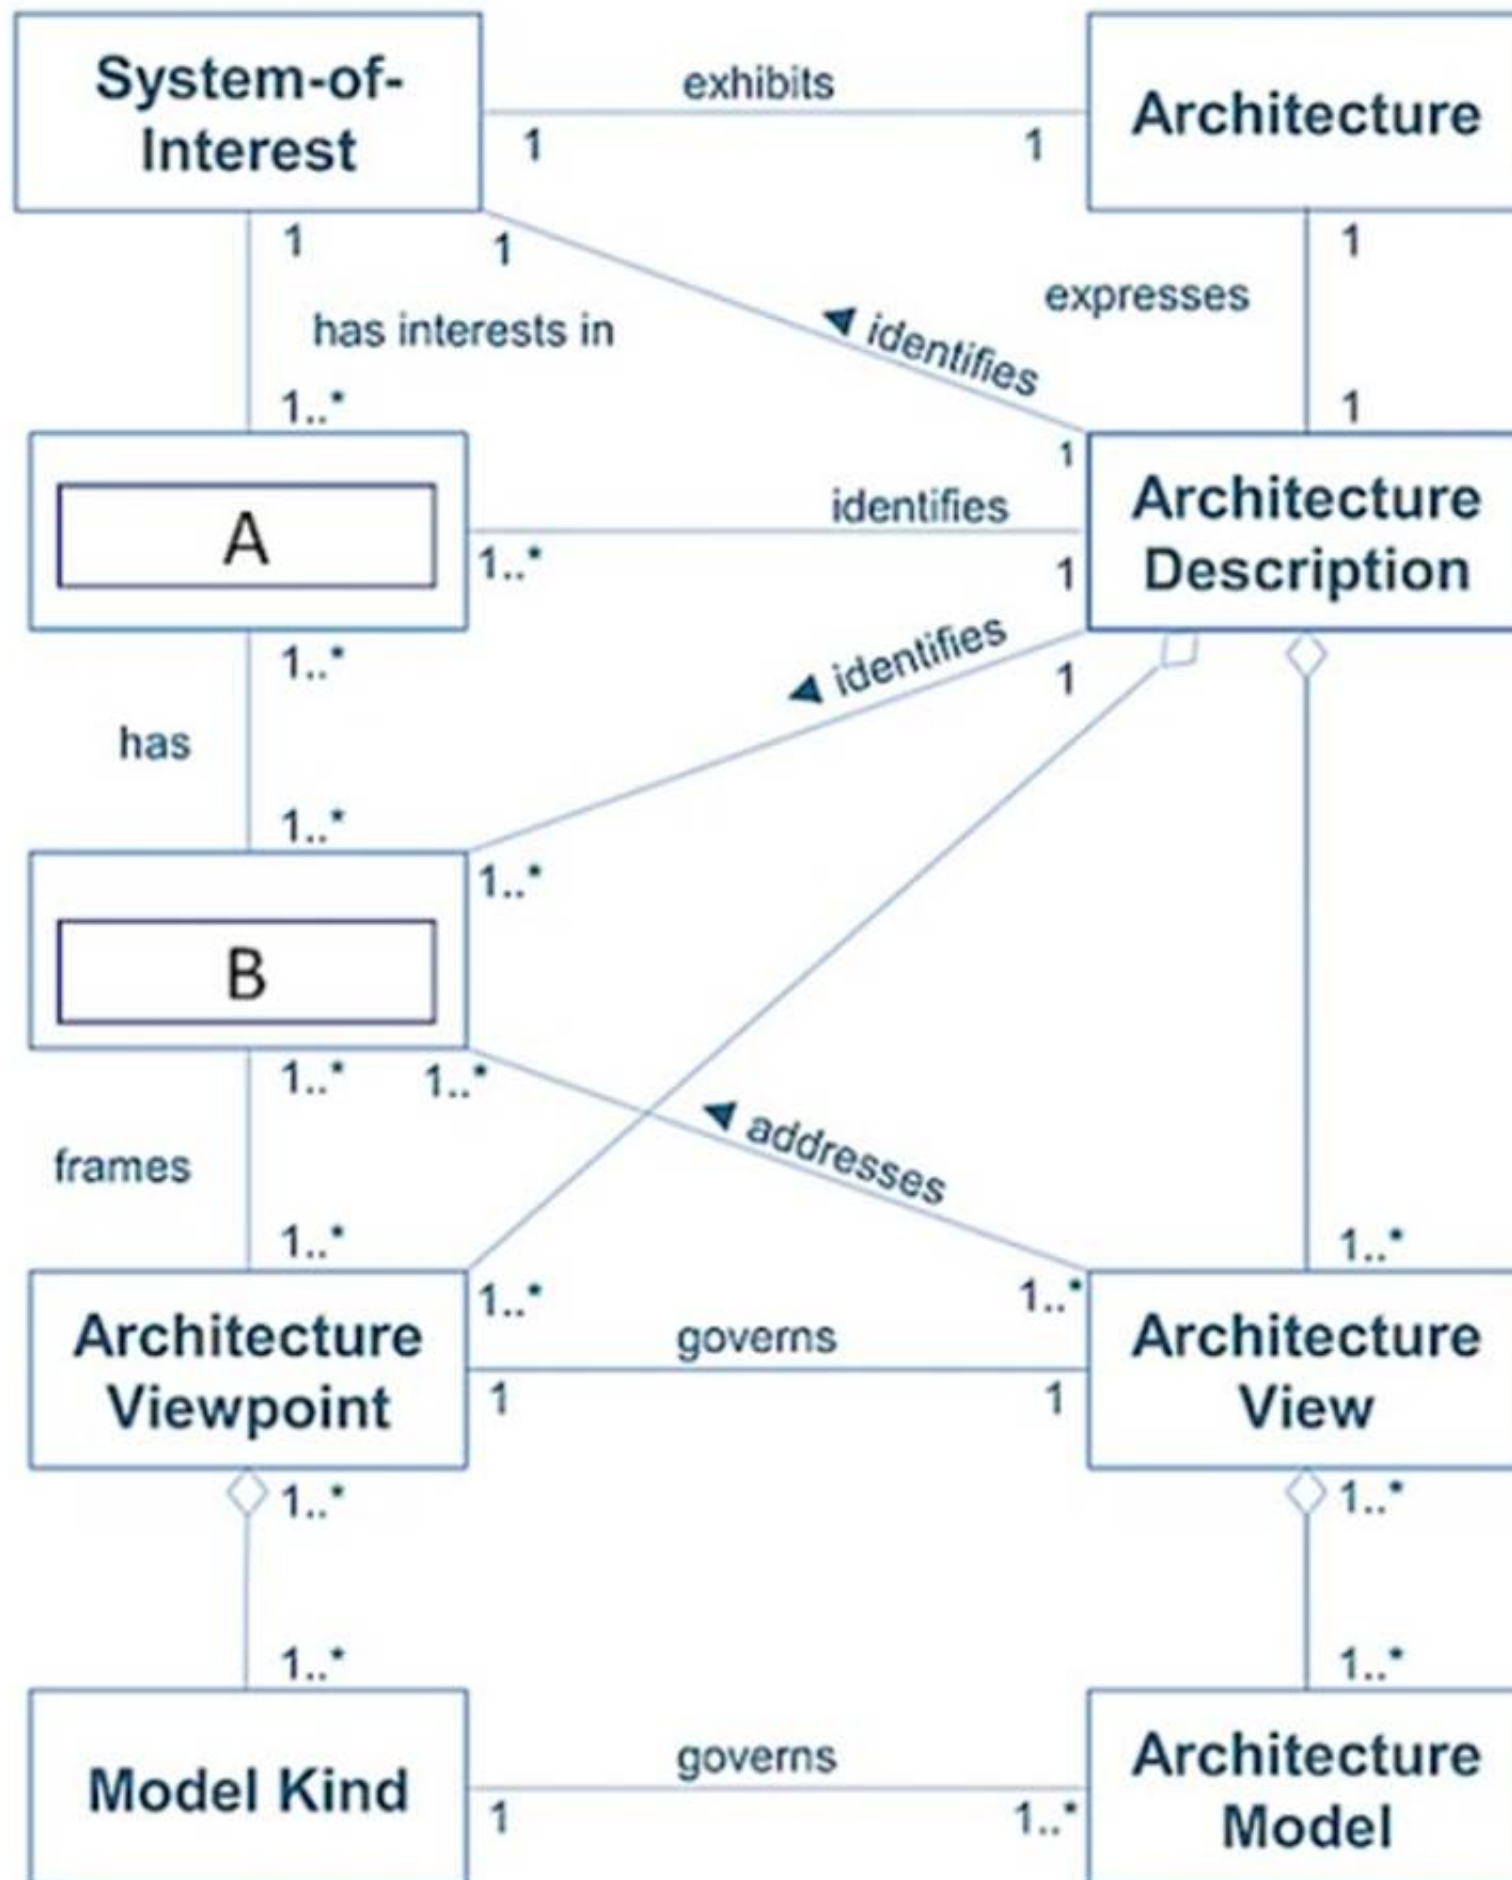 System-of-
Interest
exhibits
Architecture
1
1
1
1
1
has interests in
identifies
expresses
1..*
1
1
A
identifies
Architecture
Description
1..*
1
1..*
identifies
1
has
1..*
1..*
B
1..*
1..*
addresses
frames
1..*
1..*
1..*
1..*
Architecture
Viewpoint
governs
Architecture
View
1
1
1..*
1..*
1..*
1..*
Model Kind
governs
Architecture
Model
1
1..*